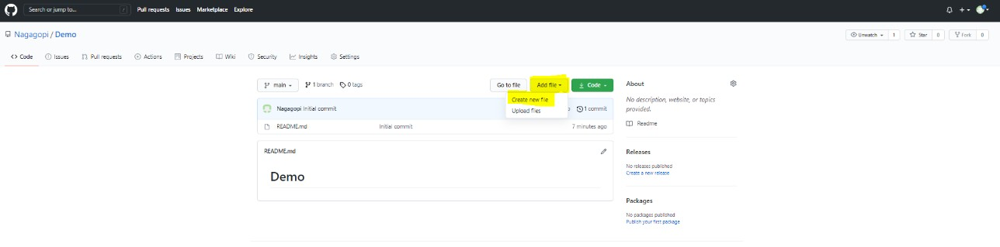 Search or jump to... /
Pull requests Issues Marketplace Explore
Nagagopi / Demo
Unwatch 1 Star 0 Fork 0
Code Issues Pull requests Actions Projects Wiki Security Insights Settings
main 1 branch 0 tags Go to file Add file Code
Create new file
Upload files
Nagagopi Initial commit 1 commit
README.md Initial commit 7 minutes ago
README.md
Demo
About
No description, website, or topics
provided.
Readme
Releases
No releases published
Create a new release
Packages
No packages published
Publish your first package